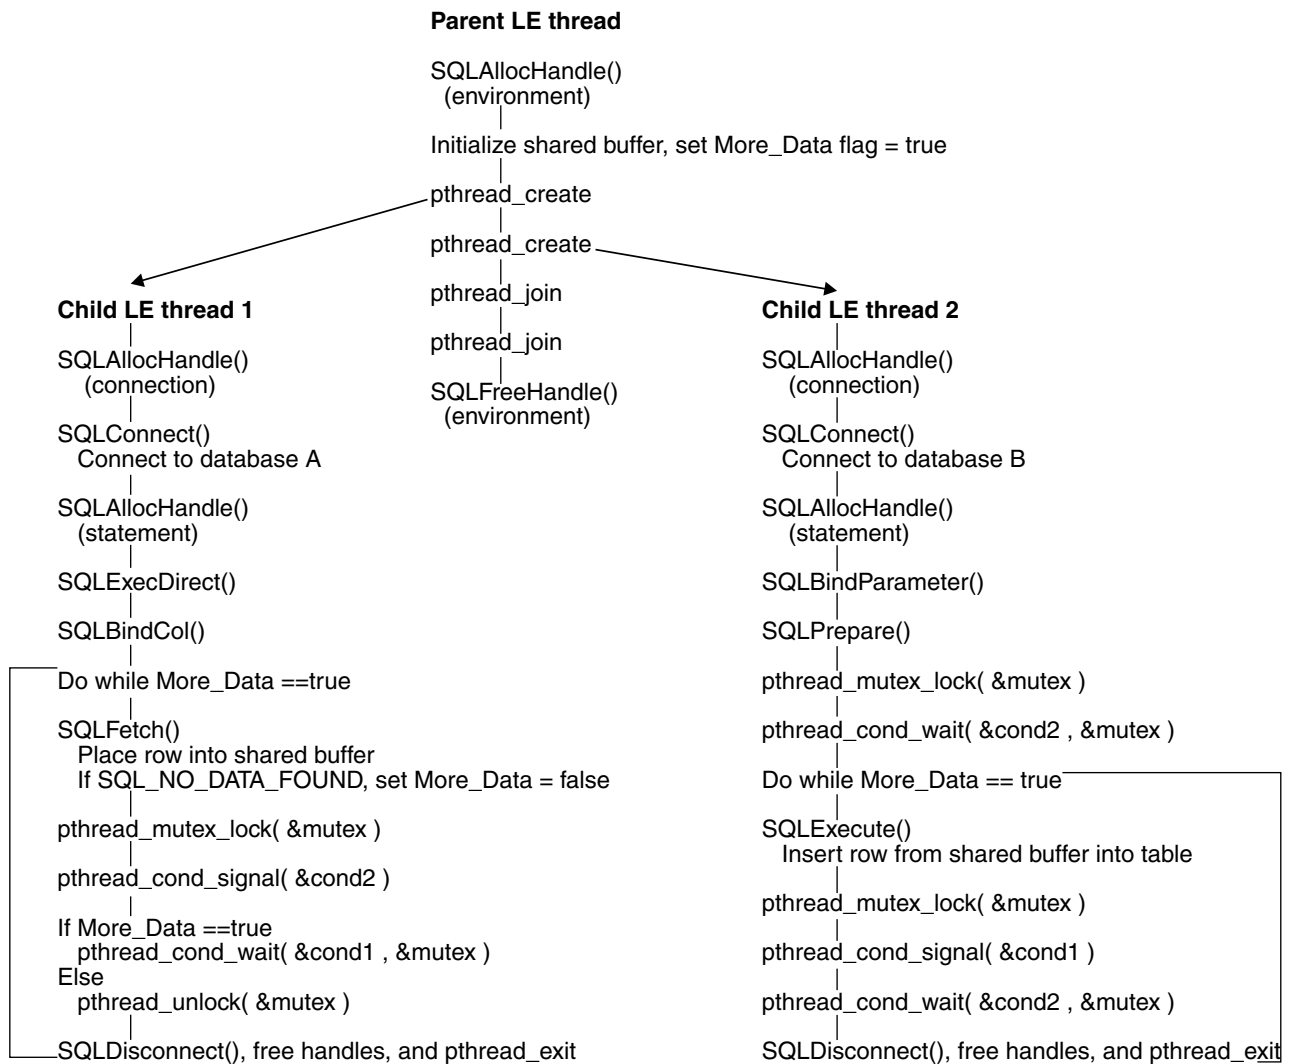 Parent LE thread
SQLAllocHandle()
(environment)
Initialize shared buffer, set More_Data flag = true
pthread_create
pthread_create
pthread_join
pthread_join
SQLFreeHandle()
(environment)
Child LE thread 1
SQLAllocHandle()
(connection)
SQLConnect()
Connect to database A
SQLAllocHandle()
(statement)
SQLExecDirect()
SQLBindCol()
Do while More_Data ==true
SQLFetch()
Place row into shared buffer
If SQL_NO_DATA_FOUND, set More_Data = false
pthread_mutex_lock( &mutex )
pthread_cond_signal( &cond2 )
If More_Data ==true
pthread_cond_wait( &cond1 , &mutex )
Else
pthread_unlock( &mutex )
SQLDisconnect(), free handles, and pthread_exit
Child LE thread 2
SQLAllocHandle()
(connection)
SQLConnect()
Connect to database B
SQLAllocHandle()
(statement)
SQLBindParameter()
SQLPrepare()
pthread_mutex_lock( &mutex )
pthread_cond_wait( &cond2 , &mutex )
Do while More_Data == true
SQLExecute()
Insert row from shared buffer into table
pthread_mutex_lock( &mutex )
pthread_cond_signal( &cond1 )
pthread_cond_wait( &cond2 , &mutex )
SQLDisconnect(), free handles, and pthread_exit